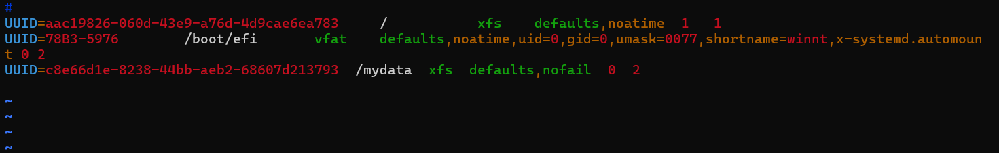 #
UUID=aac19826-060d-43e9-a76d-4d9cae6ea783     /           xfs    defaults,noatime  1   1
UUID=78B3-5976        /boot/efi       vfat    defaults,noatime,uid=0,gid=0,umask=0077,shortname=winnt,x-systemd.automoun
t 0 2
UUID=c8e66d1e-8238-44bb-aeb2-68607d213793  /mydata  xfs  defaults,nofail  0  2
~
~
~
~